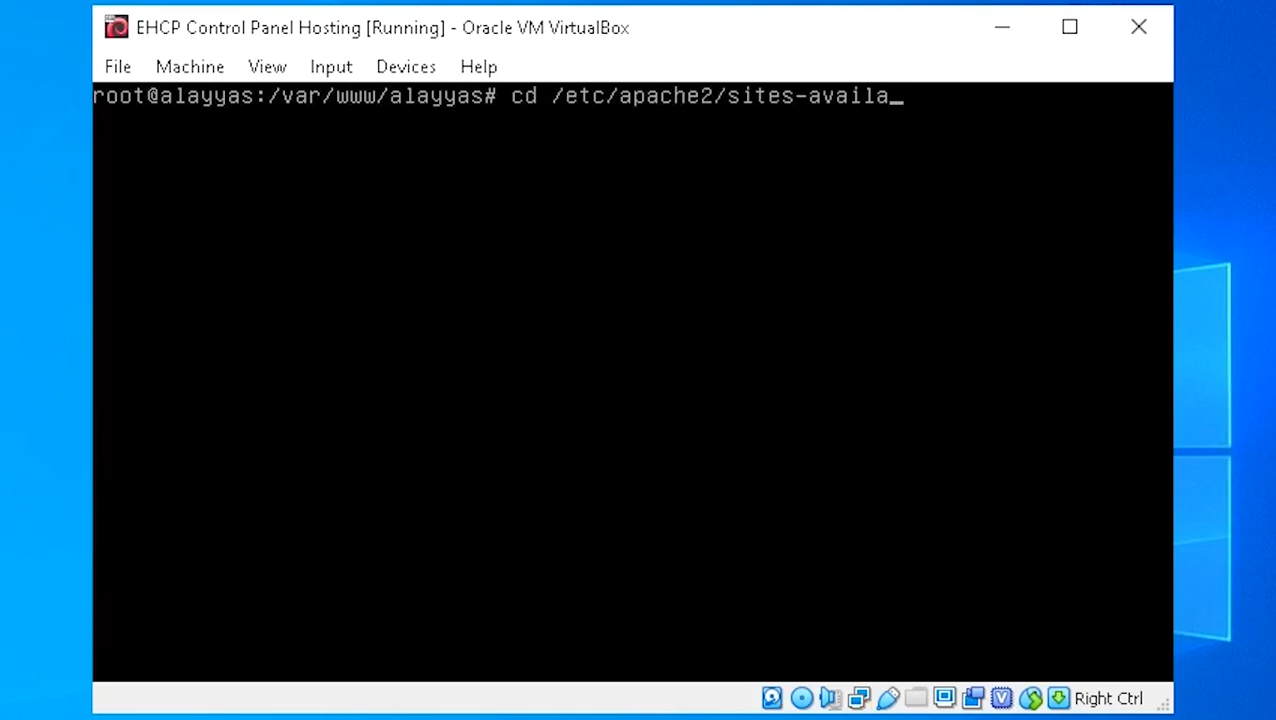 EHCP Control Panel Hosting [Running] - Oracle VM VirtualBox
File Machine View Input Devices Help
root@alayyas:/var/www/alayyas# cd /etc/apache2/sites-availa_
Right Ctrl